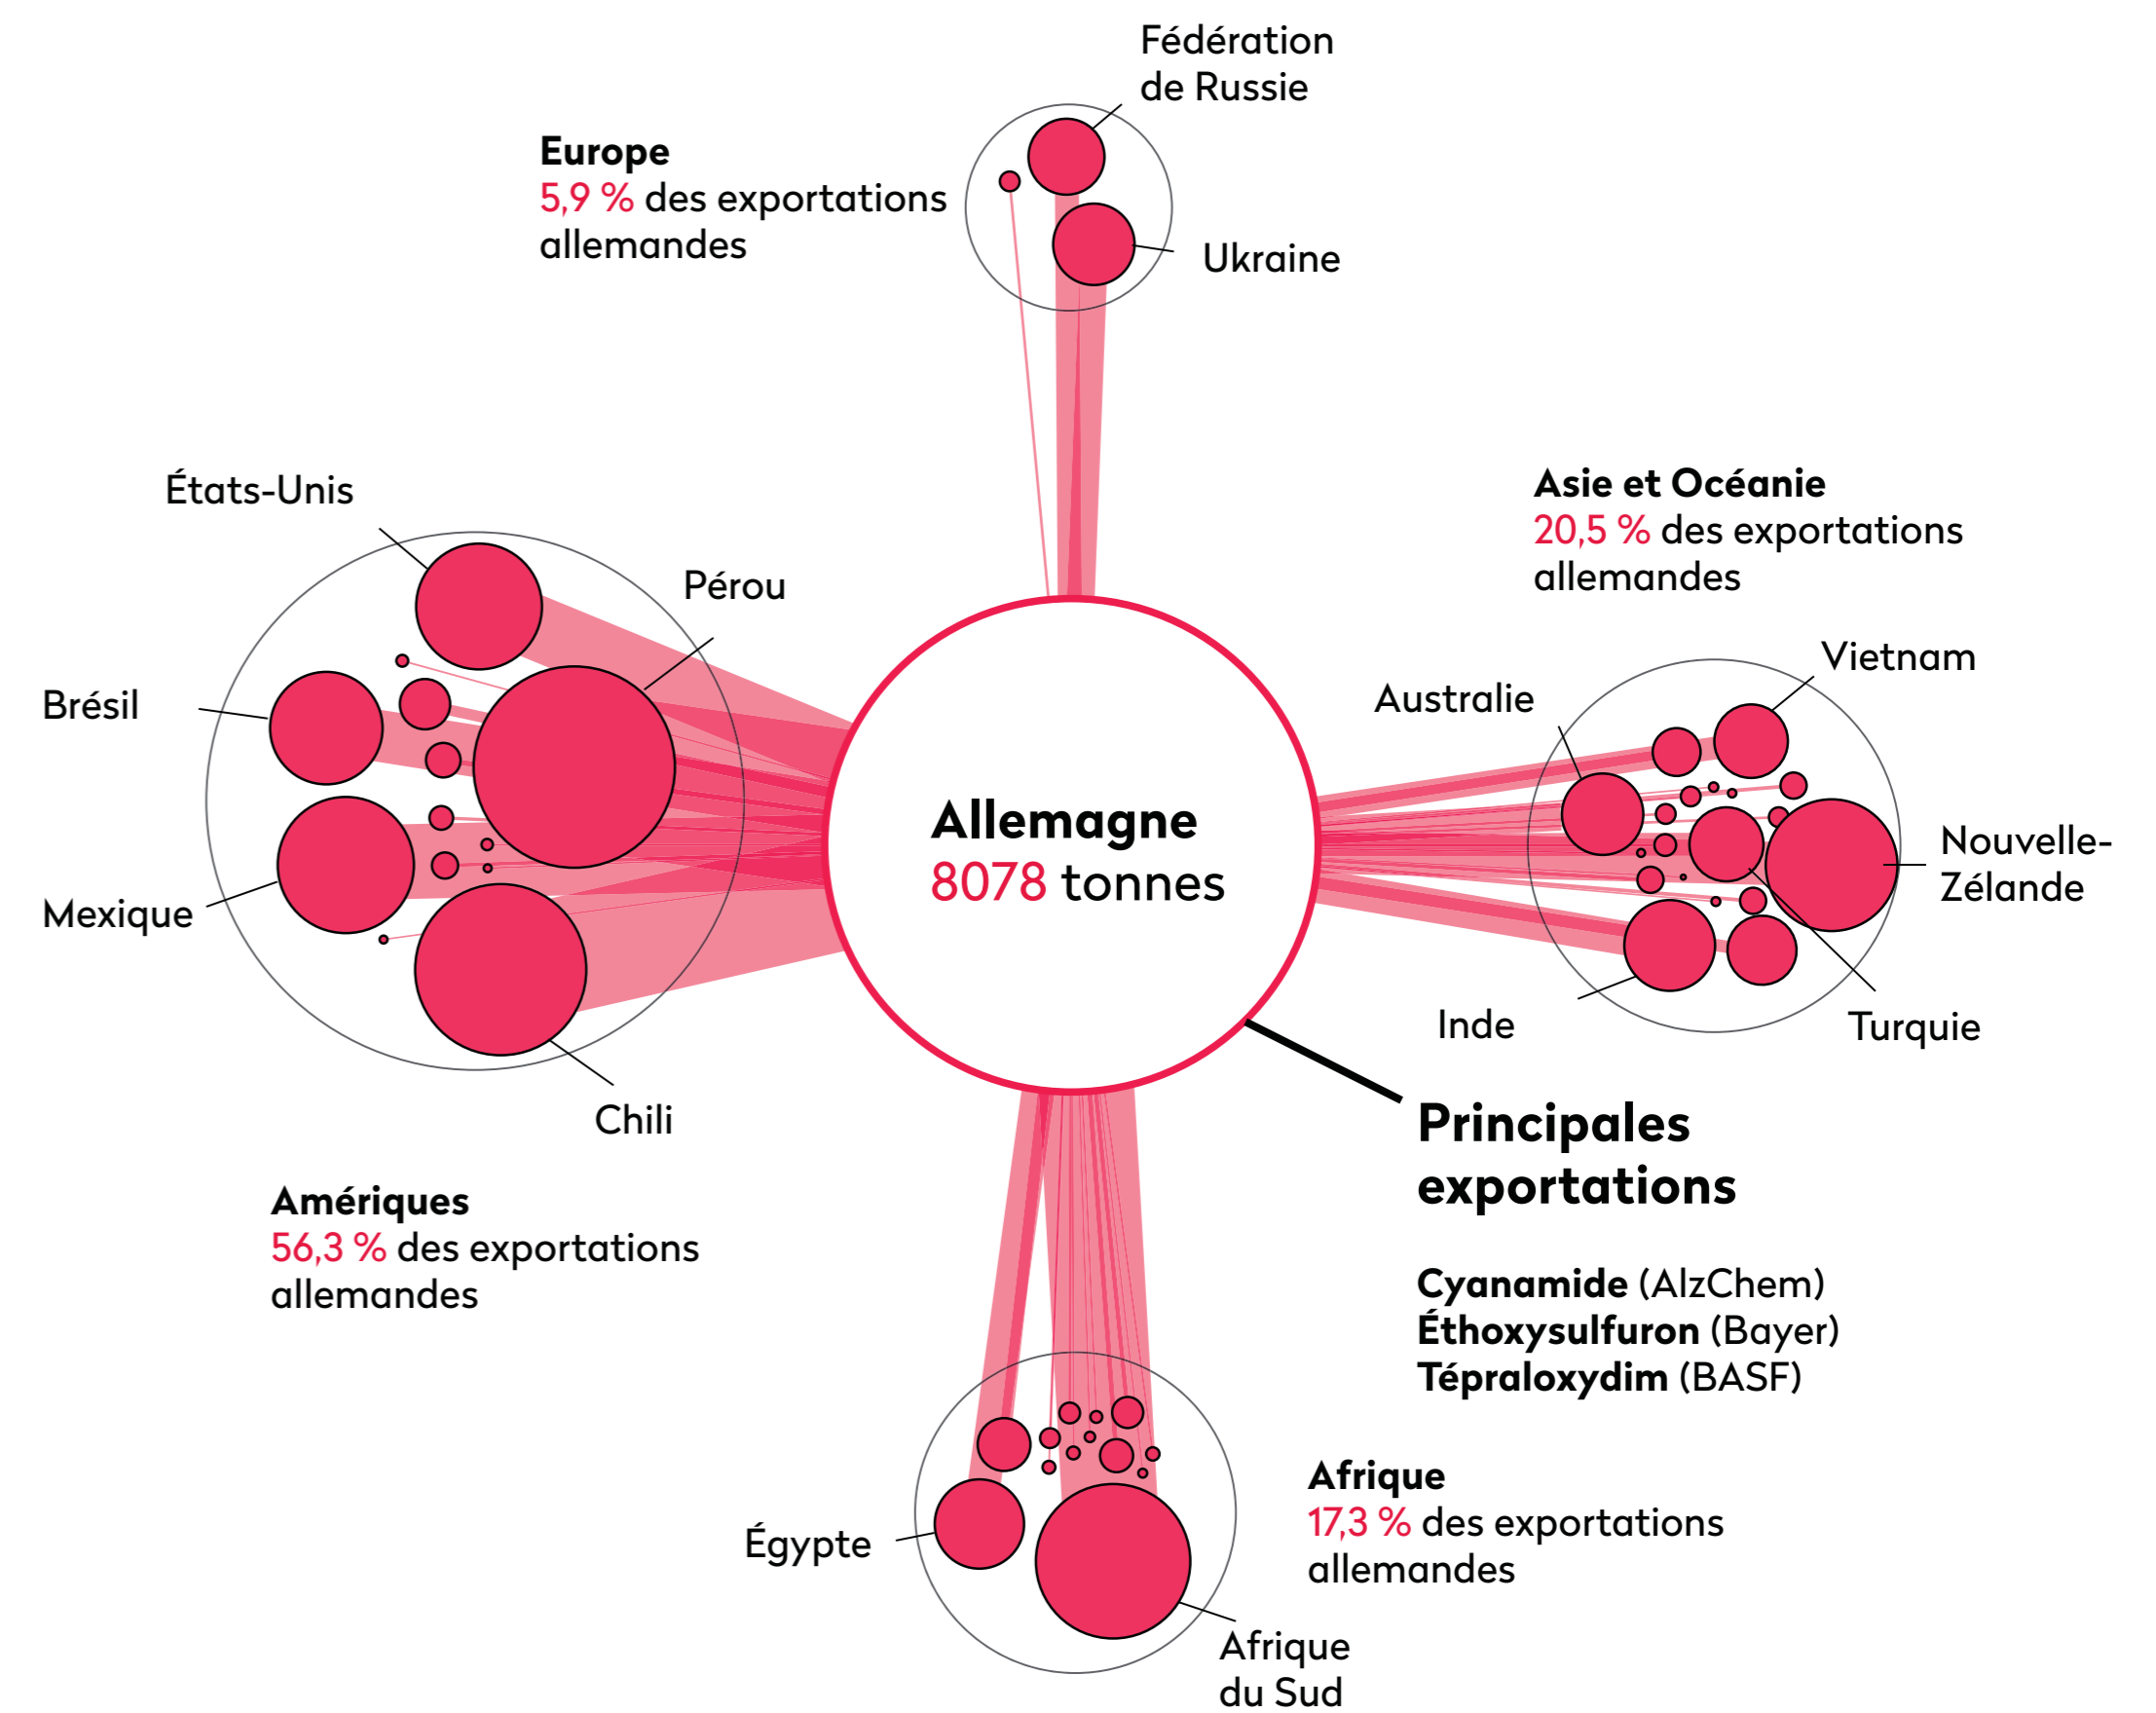 Fédération
de Russie
Europe
5,9 % des exportations
allemandes
Ukraine
États-Unis
Pérou
Brésil
Mexique
Chili
Amériques
56,3 % des exportations
allemandes
Allemagne
8078 tonnes
Asie et Océanie
20,5 % des exportations
allemandes
Vietnam
Australie
Nouvelle-
Zélande
Inde
Turquie
Principales
exportations
Cyanamide (AlzChem)
Éthoxysulfuron (Bayer)
Tépraloxydim (BASF)
Afrique
17,3 % des exportations
allemandes
Égypte
Afrique
du Sud